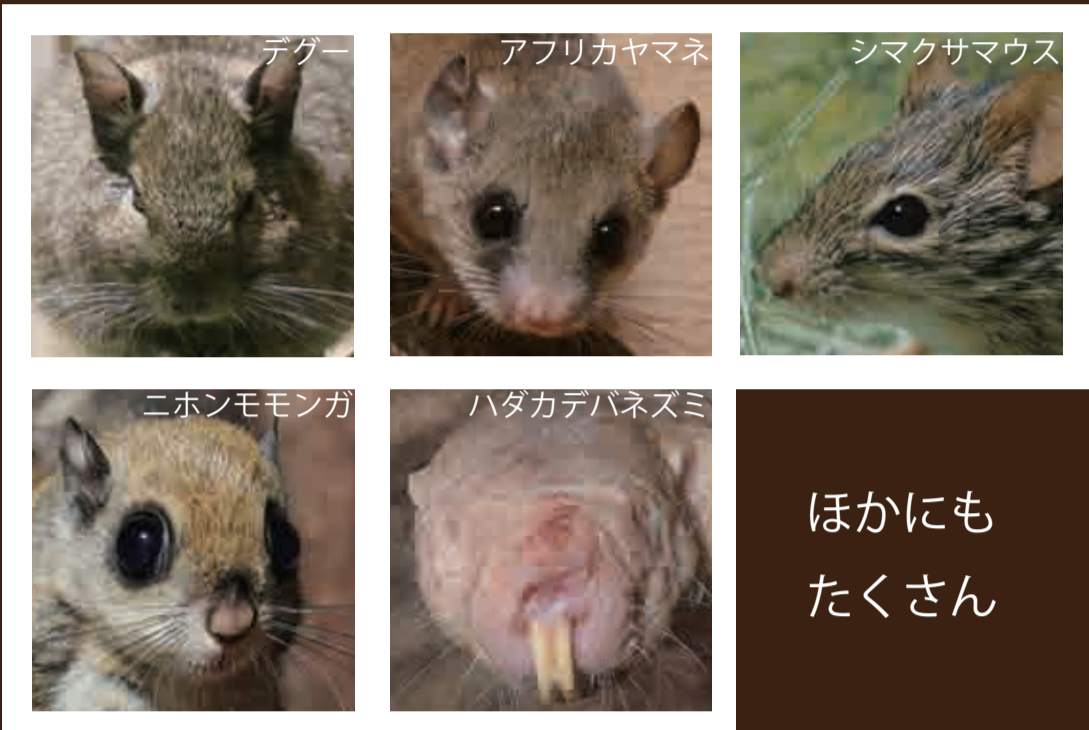 デグー
アフリカヤマネ
シマクサマウス
ニホンモモンガ
ハダカデバネズミ
ほかにも
たくさん